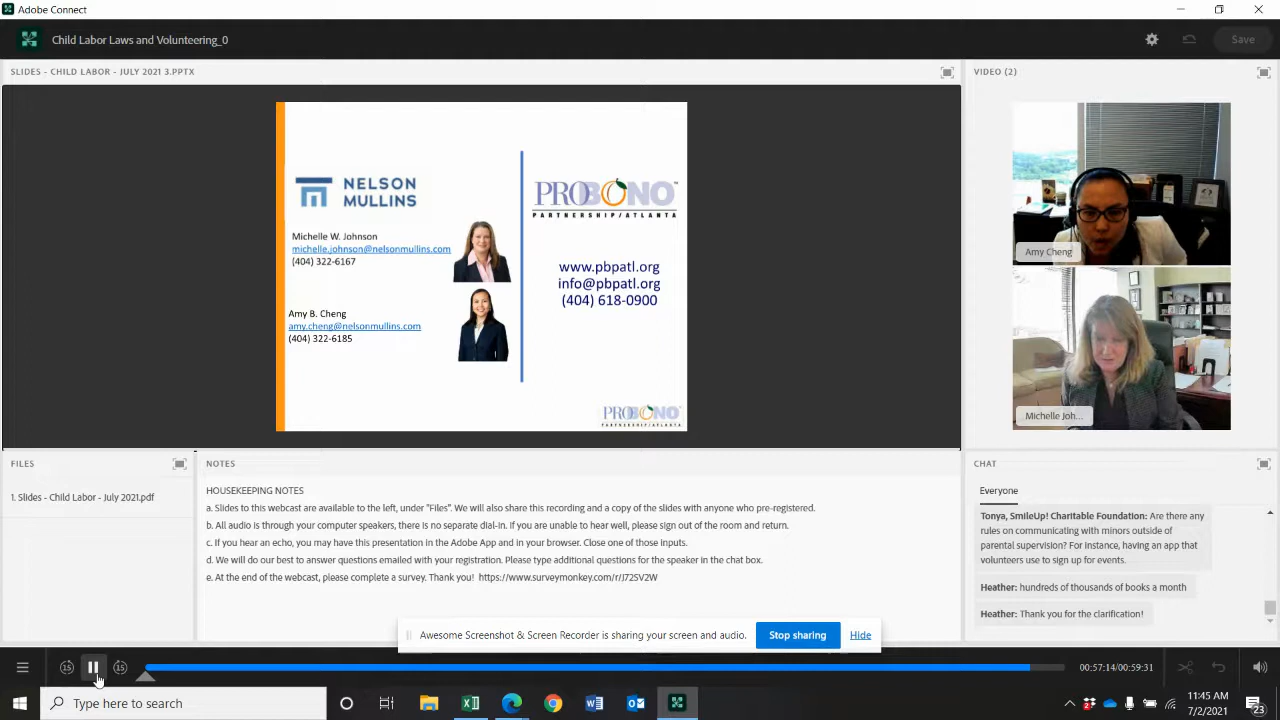 Adobe Connect
Child Labor Laws and Volunteering_0
Save
SLIDES - CHILD LABOR - JULY 2021 3.PPTX
VIDEO (2)
NELSON
MULLINS
Michelle W. Johnson
michelle.johnson@nelsonmullins.com
(404) 322-6167
Amy B. Cheng
amy.cheng@nelsonmullins.com
(404) 322-6185
PROBONO™
PARTNERSHIP/ATLANTA
www.pbpatl.org
info@pbpatl.org
(404) 618-0900
PROBONO
PARTNERSHIP/ATLANTA
Amy Cheng
Michelle Joh...
FILES
1. Slides - Child Labor - July 2021.pdf
NOTES
HOUSEKEEPING NOTES
a. Slides to this webcast are available to the left, under "Files". We will also share this recording and a copy of the slides with anyone who pre-registered.
b. All audio is through your computer speakers, there is no separate dial-in. If you are unable to hear well, please sign out of the room and return.
c. If you hear an echo, you may have this presentation in the Adobe App and in your browser. Close one of those inputs.
d. We will do our best to answer questions emailed with your registration. Please type additional questions for the speaker in the chat box.
e. At the end of the webcast, please complete a survey. Thank you! https://www.surveymonkey.com/r/J72SV2W
CHAT
Everyone
Tonya, SmileUp! Charitable Foundation: Are there any
rules on communicating with minors outside of
parental supervision? For instance, having an app that
volunteers use to sign up for events.
Heather: hundreds of thousands of books a month
Heather: Thank you for the clarification!
Awesome Screenshot & Screen Recorder is sharing your screen and audio.
Stop sharing
Hide
15
15
00:57:14/00:59:31
Type here to search
11:45 AM
7/2/2021
23